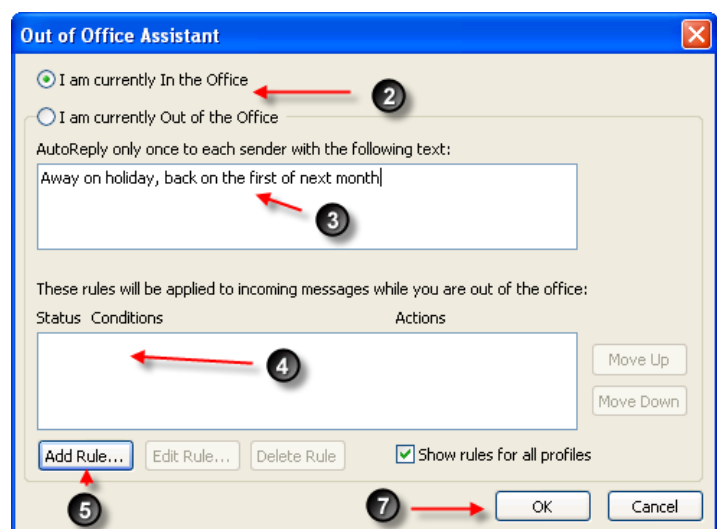 Out of Office Assistant
I am currently In the Office
2
I am currently Out of the Office
AutoReply only once to each sender with the following text:
Away on holiday, back on the first of next month
3
These rules will be applied to incoming messages while you are out of the office:
Status Conditions Actions
4
Move Up
Move Down
Add Rule... Edit Rule... Delete Rule Show rules for all profiles
5 7 OK Cancel